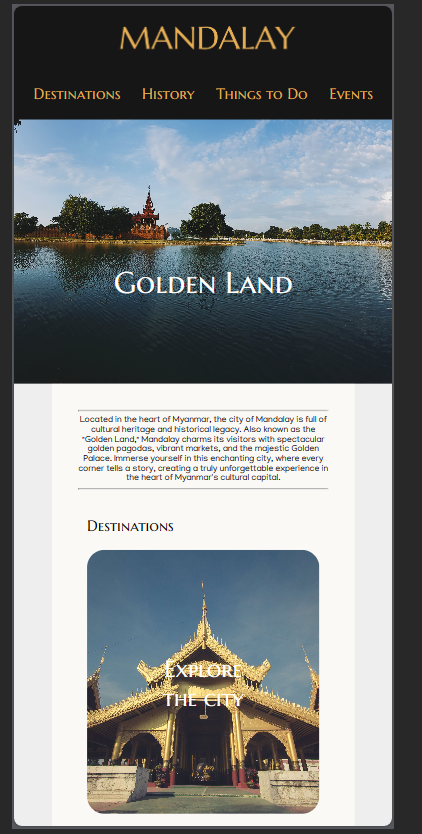 MANDALAY
Destinations History Things to Do Events
Golden Land
Located in the heart of Myanmar, the city of Mandalay is full of
cultural heritage and historical legacy. Also known as the
"Golden Land," Mandalay charms its visitors with spectacular
golden pagodas, vibrant markets, and the majestic Golden
Palace. Immerse yourself in this enchanting city, where every
corner tells a story, creating a truly unforgettable experience in
the heart of Myanmar's cultural capital.
Destinations
Explore
the city